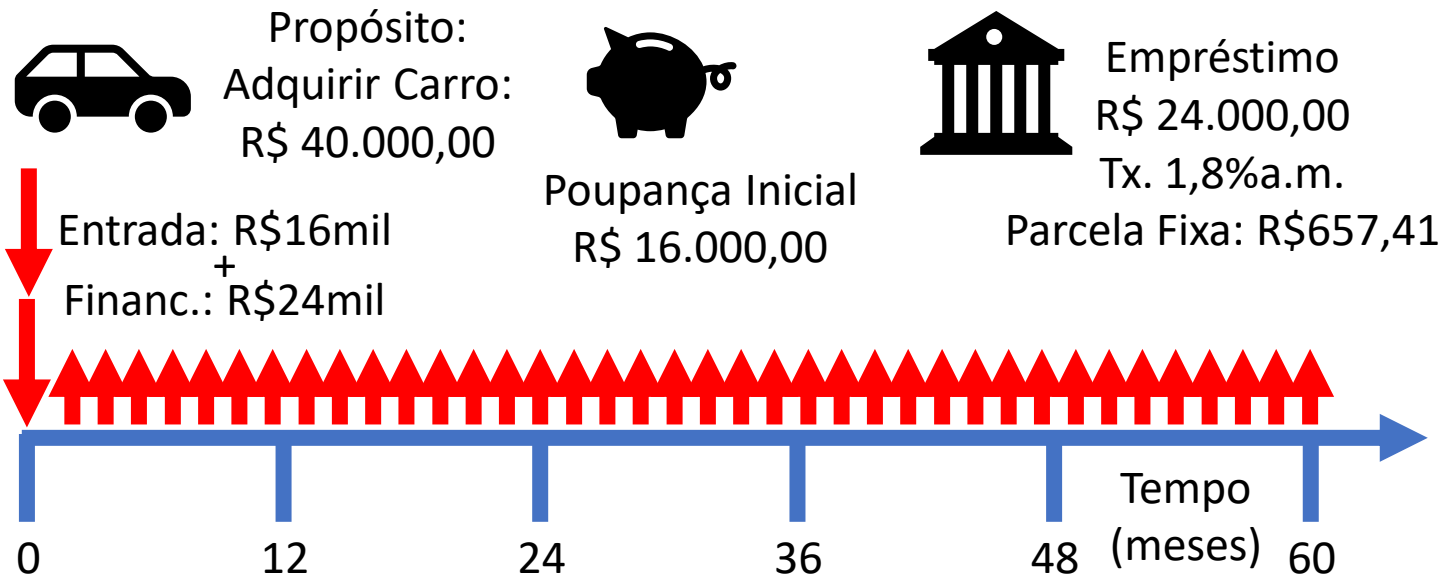 Propósito:
Adquirir Carro:
R$ 40.000,00
Entrada: R$16mil
+
Financ.: R$24mil
Poupança Inicial
R$ 16.000,00
Empréstimo
R$ 24.000,00
Tx. 1,8%a.m.
Parcela Fixa: R$657,41
Tempo
(meses)
0 12 24 36 48 60